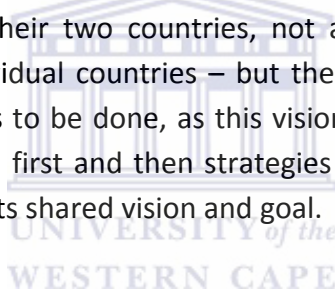 heir two countries, not a
vidual countries – but the
s to be done, as this vision
first and then strategies
ts shared vision and goal.
UNIVERSITY of the
WESTERN CAPE